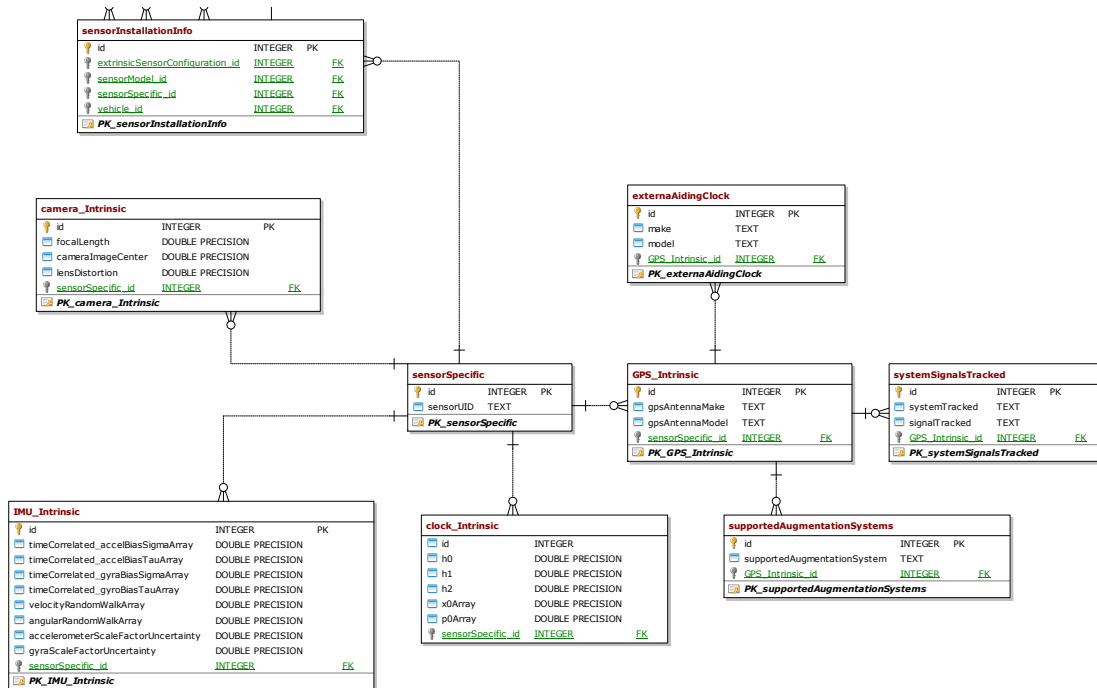 sensorInstallationInfo
id INTEGER PK
extrinsicSensorConfiguration_id INTEGER FK
sensorModel_id INTEGER FK
sensorSpecific_id INTEGER FK
vehicle_id INTEGER FK
PK_sensorInstallationInfo
camera_Intrinsic
id INTEGER PK
focalLength DOUBLE PRECISION
cameraImageCenter DOUBLE PRECISION
lensDistortion DOUBLE PRECISION
sensorSpecific_id INTEGER FK
PK_camera_Intrinsic
externaAidingClock
id INTEGER PK
make TEXT
model TEXT
GPS_Intrinsic_id INTEGER FK
PK_externaAidingClock
sensorSpecific
id INTEGER PK
sensorUID TEXT
PK_sensorSpecific
GPS_Intrinsic
id INTEGER PK
gpsAntennaMake TEXT
gpsAntennaModel TEXT
sensorSpecific_id INTEGER FK
PK_GPS_Intrinsic
systemSignalsTracked
id INTEGER PK
systemTracked TEXT
signalTracked TEXT
GPS_Intrinsic_id INTEGER FK
PK_systemSignalsTracked
IMU_Intrinsic
id INTEGER PK
timeCorrelated_accelBiasSigmaArray DOUBLE PRECISION
timeCorrelated_accelBiasTauArray DOUBLE PRECISION
timeCorrelated_gyraBiasSigmaArray DOUBLE PRECISION
timeCorrelated_gyroBiasTauArray DOUBLE PRECISION
velocityRandomWalkArray DOUBLE PRECISION
angularRandomWalkArray DOUBLE PRECISION
accelerometerScaleFactorUncertainty DOUBLE PRECISION
gyraScaleFactorUncertainty DOUBLE PRECISION
sensorSpecific_id INTEGER FK
PK_IMU_Intrinsic
clock_Intrinsic
id INTEGER
h0 DOUBLE PRECISION
h1 DOUBLE PRECISION
h2 DOUBLE PRECISION
x0Array DOUBLE PRECISION
p0Array DOUBLE PRECISION
sensorSpecific_id INTEGER FK
supportedAugmentationSystems
id INTEGER PK
supportedAugmentationSystem TEXT
GPS_Intrinsic_id INTEGER FK
PK_supportedAugmentationSystems